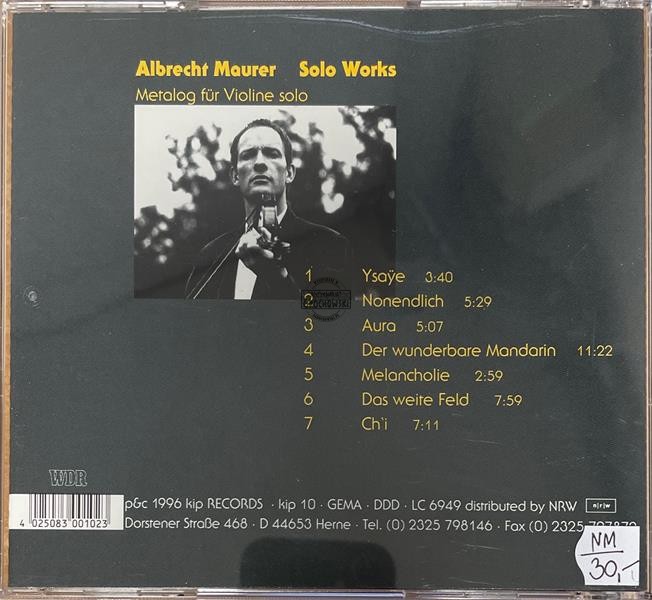 Albrecht Maurer Solo Works
Metalog für Violine solo
1 Ysaÿe 3:40
2 Nonendlich 5:29
3 Aura 5:07
4 Der wunderbare Mandarin 11:22
5 Melancholie 2:59
6 Das weite Feld 7:59
7 Ch'i 7:11
WDR
p&c 1996 kip RECORDS · kip 10 · GEMA · DDD · LC 6949 distributed by NRW n|r|w
4 025083 001023
Dorstener Straße 468 · D 44653 Herne · Tel. (0) 2325 798146 · Fax (0) 2325
NM
30,-